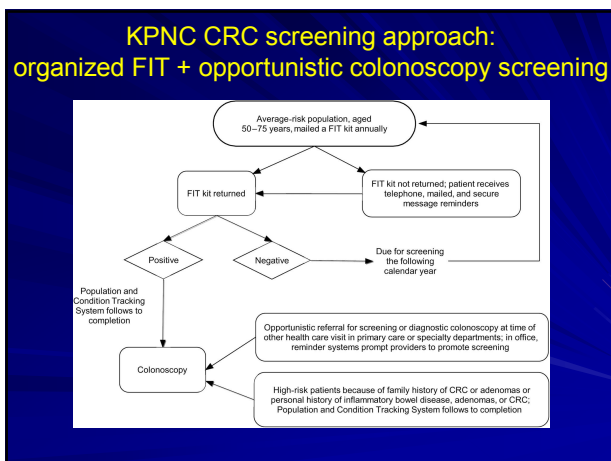 KPNC CRC screening approach:
organized FIT + opportunistic colonoscopy screening
Average-risk population, aged
50–75 years, mailed a FIT kit annually
FIT kit returned
FIT kit not returned; patient receives
telephone, mailed, and secure
message reminders
Positive
Negative
Due for screening
the following
calendar year
Population and
Condition Tracking
System follows to
completion
Opportunistic referral for screening or diagnostic colonoscopy at time of
other health care visit in primary care or specialty departments; in office,
reminder systems prompt providers to promote screening
Colonoscopy
High-risk patients because of family history of CRC or adenomas or
personal history of inflammatory bowel disease, adenomas, or CRC;
Population and Condition Tracking System follows to completion